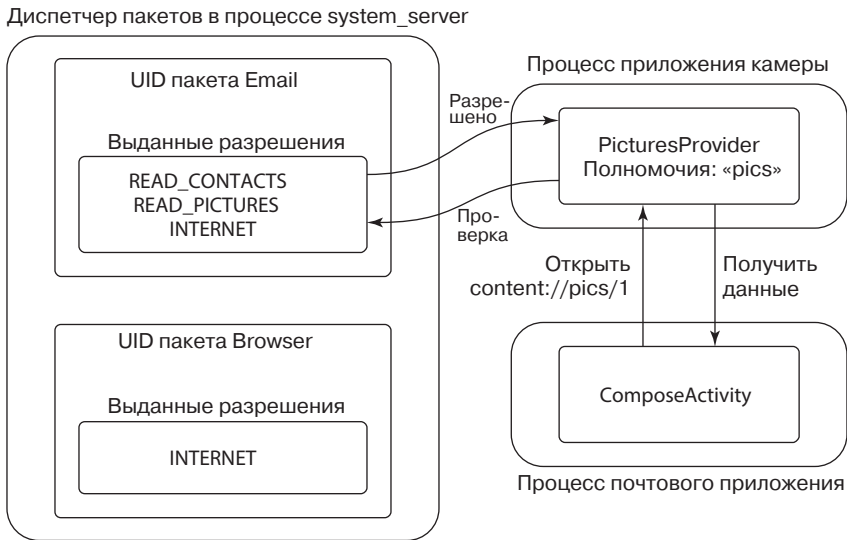 Диспетчер пакетов в процессе system_server
UID пакета Email
Выданные разрешения
READ_CONTACTS
READ_PICTURES
INTERNET
Разре-
шено
Про-
верка
Процесс приложения камеры
PicturesProvider
Полномочия: «pics»
Открыть
content://pics/1
Получить
данные
UID пакета Browser
Выданные разрешения
INTERNET
ComposeActivity
Процесс почтового приложения